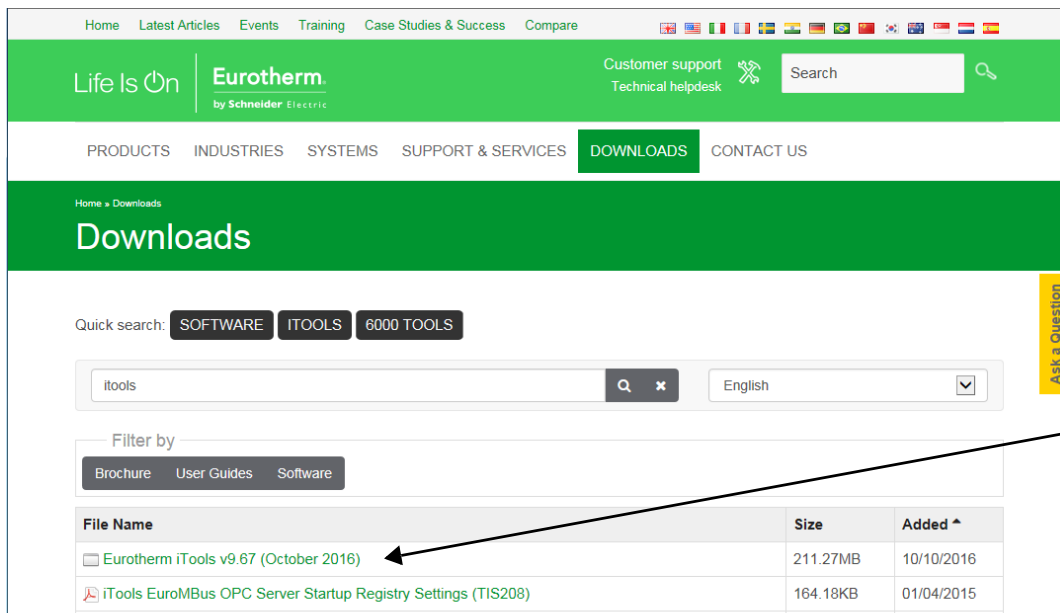 Home Latest Articles Events Training Case Studies & Success Compare
Life Is On Eurotherm. by Schneider Electric
Customer support
Technical helpdesk
Search
PRODUCTS INDUSTRIES SYSTEMS SUPPORT & SERVICES DOWNLOADS CONTACT US
Home » Downloads
Downloads
Ask a Question
Quick search: SOFTWARE ITOOLS 6000 TOOLS
itools English
Filter by
Brochure User Guides Software
File Name Size Added
Eurotherm iTools v9.67 (October 2016) 211.27MB 10/10/2016
iTools EuroMBus OPC Server Startup Registry Settings (TIS208) 164.18KB 01/04/2015